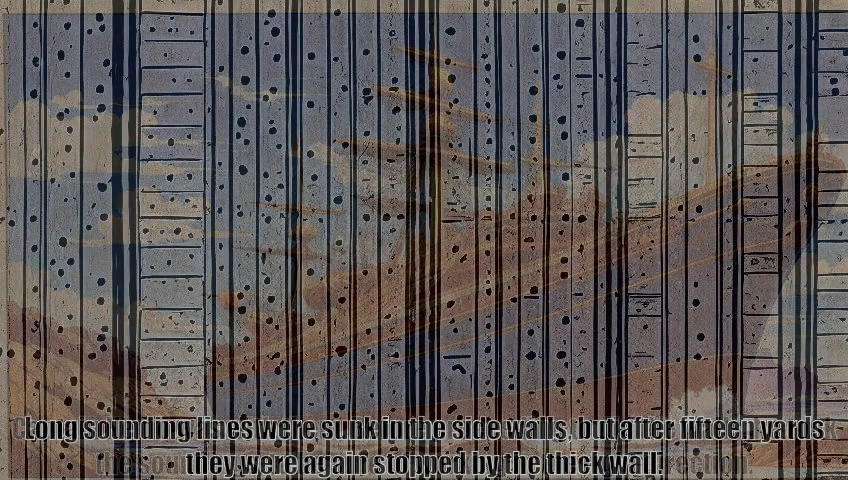 Long sounding lines were sunk in the side walls, but after fifteen yards
they were again stopped by the thick wall.